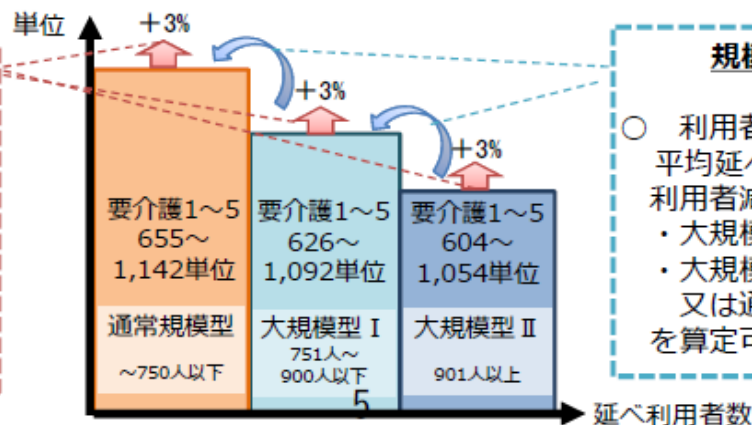 単位
+3%
+3%
+3%
要介護1～5
655～
1,142単位
通常規模型
～750人以下
要介護1～5
626～
1,092単位
大規模型Ⅰ
751人～
900人以下
要介護1～5
604～
1,054単位
大規模型Ⅱ
901人以上
5
延べ利用者数
規模
○ 利用者
平均延べ
利用者減
・大規模
・大規模
又は通
を算定可